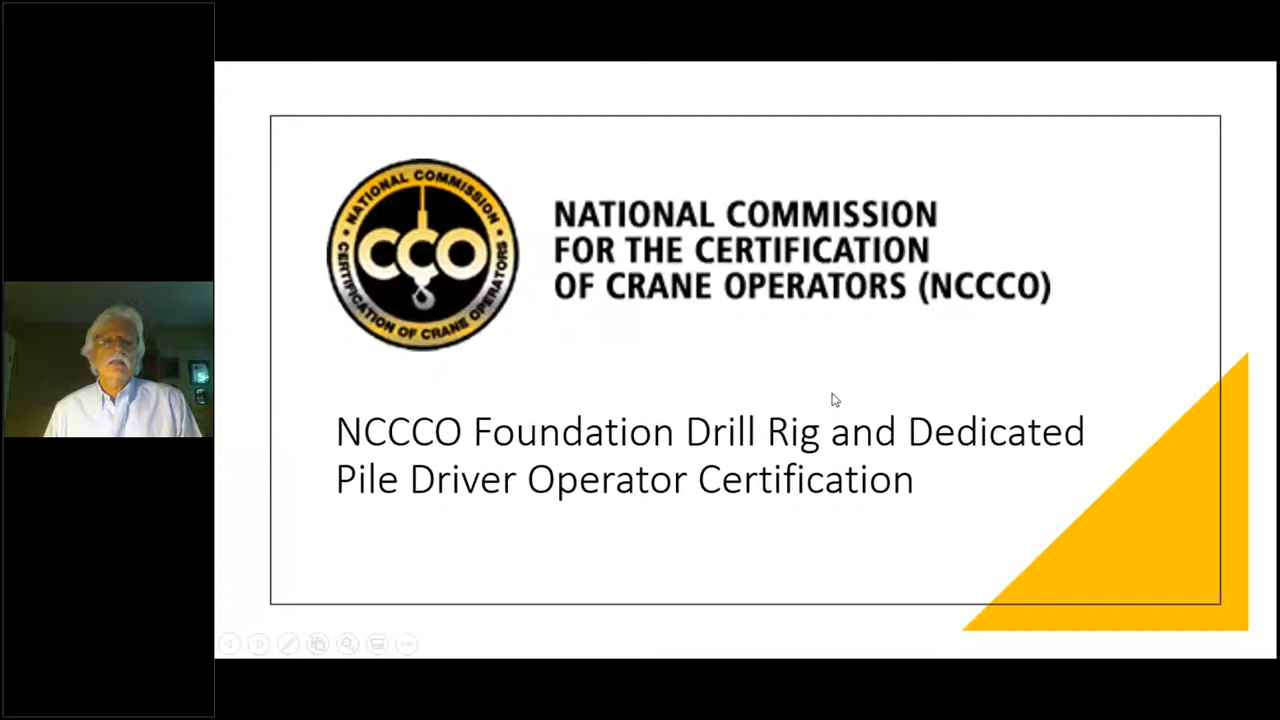 NATIONAL COMMISSION
CERTIFICATION OF CRANE OPERATORS
CCO
NATIONAL COMMISSION
FOR THE CERTIFICATION
OF CRANE OPERATORS (NCCCO)
NCCCO Foundation Drill Rig and Dedicated
Pile Driver Operator Certification